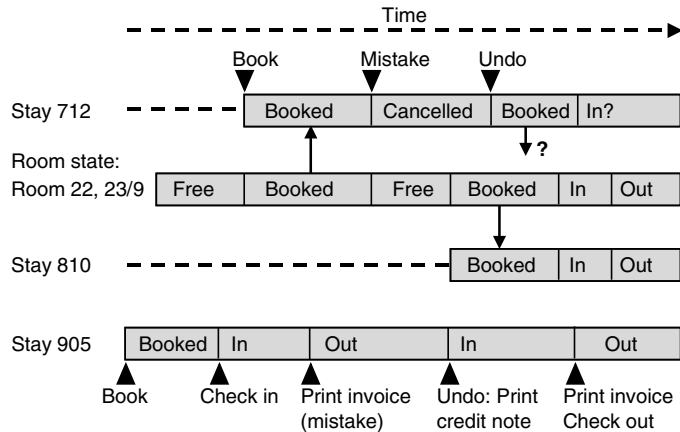 Time
Book Mistake Undo
Stay 712 Booked Cancelled Booked In?
?
Room state:
Room 22, 23/9 Free Booked Free Booked In Out
Stay 810 Booked In Out
Stay 905 Booked In Out In Out
Book Check in Print invoice Undo: Print Print invoice
(mistake) credit note Check out